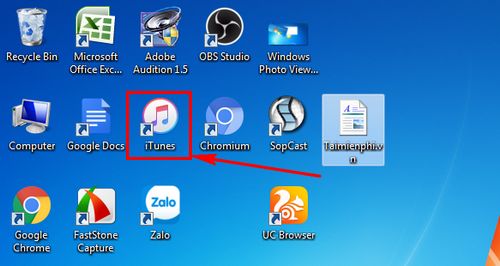 Recycle Bin
Microsoft
Office Exc...
Adobe
Audition 1.5
OBS Studio
Windows
Photo View...
Computer
Google Docs
iTunes
Chromium
SopCast
Taimienphi.v
n
Google
Chrome
FastStone
Capture
Zalo
Zalo
UC Browser